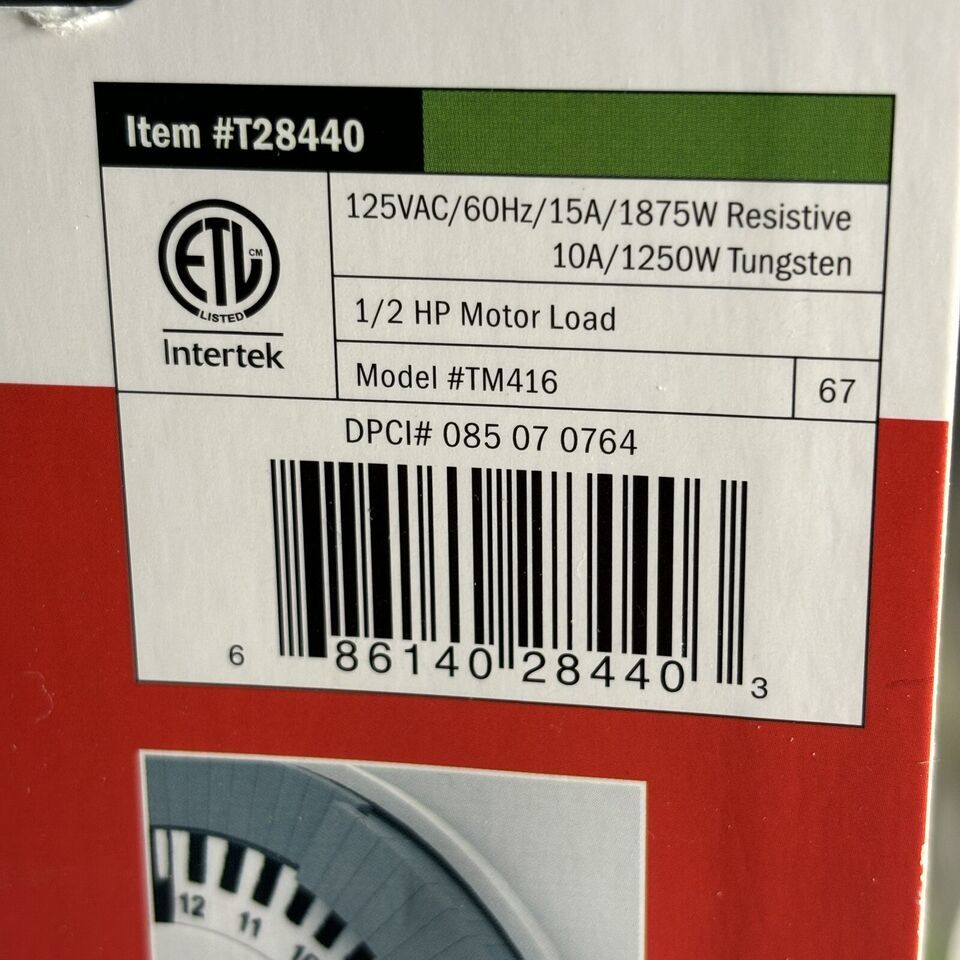 Item #T28440
ETL CM
LISTED
Intertek
125VAC/60Hz/15A/1875W Resistive
10A/1250W Tungsten
1/2 HP Motor Load
Model #TM416
67
DPCI# 085 07 0764
6 86140 28440 3
12 11